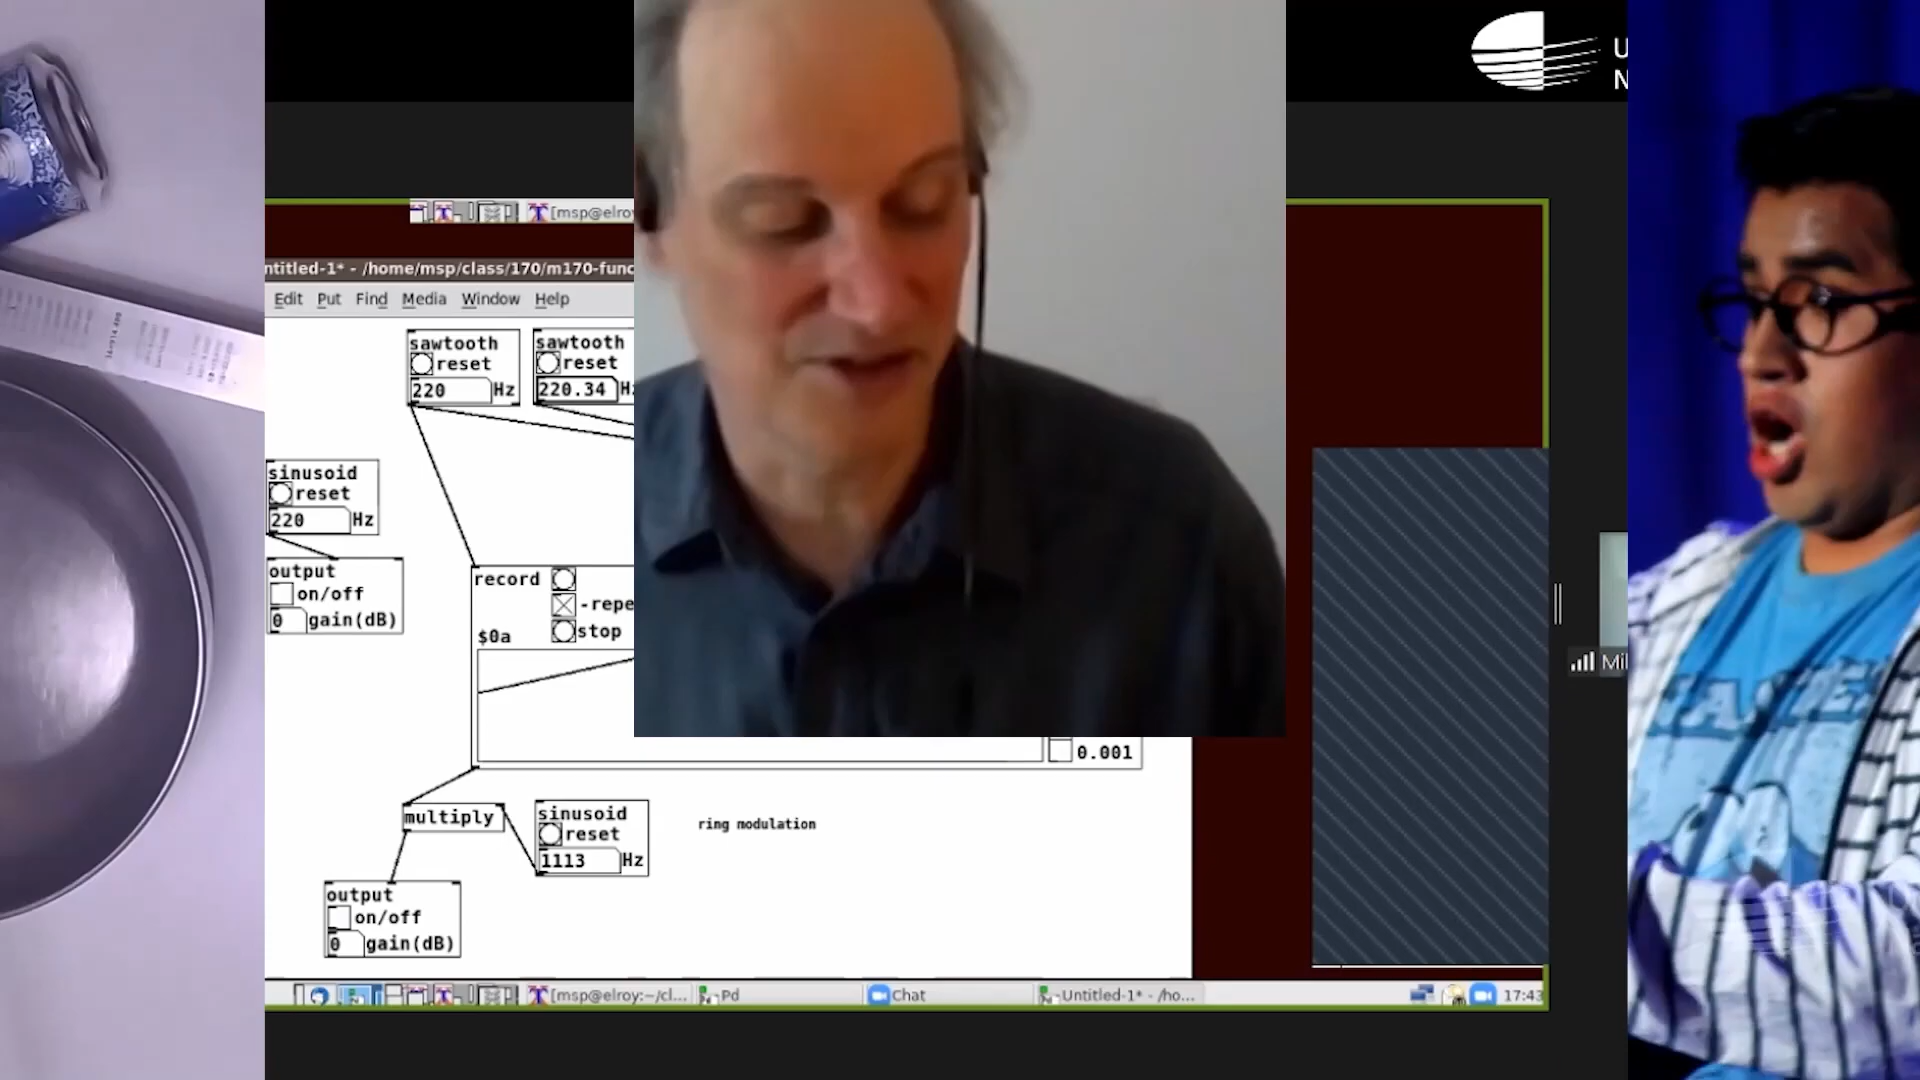 U
N
[msp@elroy
ntitled-1* - /home/msp/class/170/m170-func
Edit Put Find Media Window Help
sawtooth
reset
220 Hz
sawtooth
reset
220.34 Hz
sinusoid
reset
220 Hz
output
on/off
0 gain(dB)
record
-repe
stop
$0a
0.001
Mil
multiply
sinusoid
reset
1113 Hz
ring modulation
output
on/off
0 gain(dB)
[msp@elroy:~/cl... Pd Chat Untitled-1* - /ho... 17:43